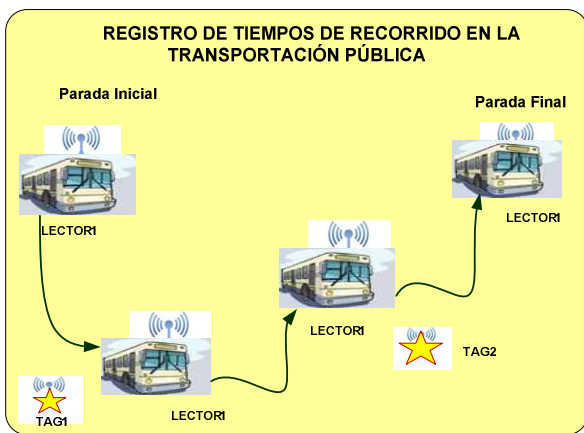 REGISTRO DE TIEMPOS DE RECORRIDO EN LA
TRANSPORTACIÓN PÚBLICA
Parada Inicial
Parada Final
LECTOR1
LECTOR1
LECTOR1
TAG2
TAG1
LECTOR1